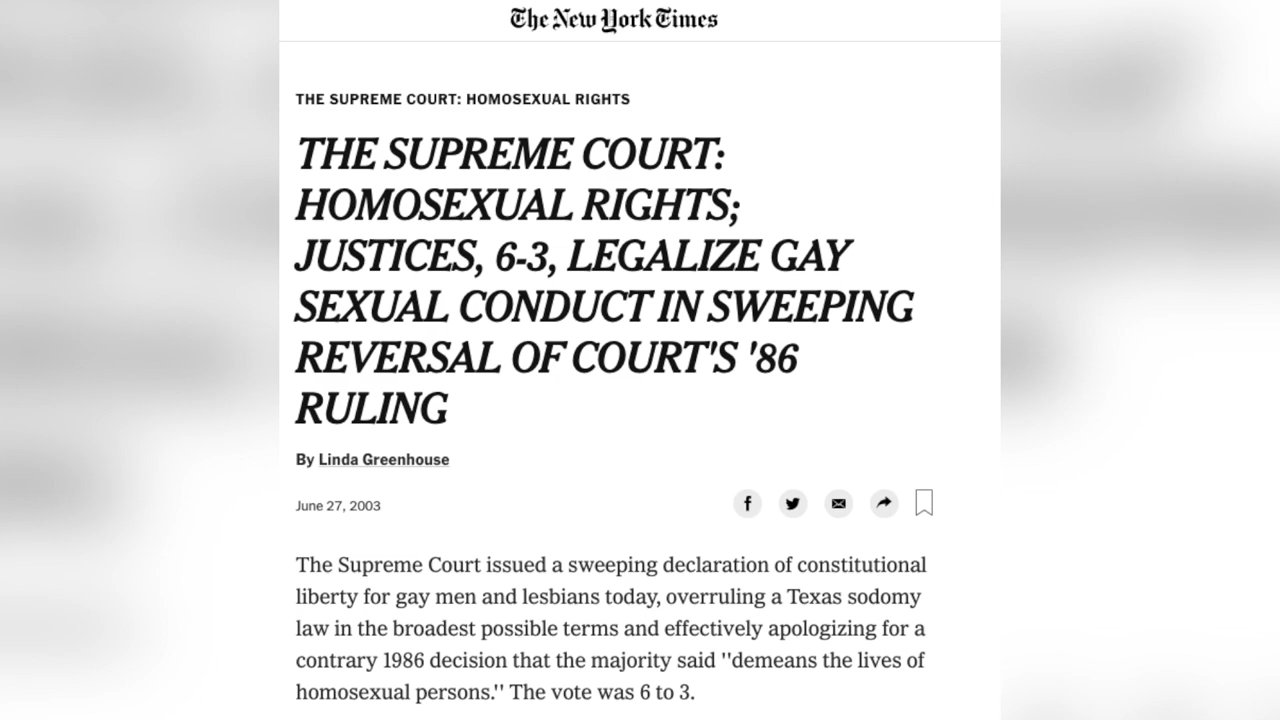 The New York Times
THE SUPREME COURT: HOMOSEXUAL RIGHTS
THE SUPREME COURT:
HOMOSEXUAL RIGHTS;
JUSTICES, 6-3, LEGALIZE GAY
SEXUAL CONDUCT IN SWEEPING
REVERSAL OF COURT'S '86
RULING
By Linda Greenhouse
June 27, 2003
The Supreme Court issued a sweeping declaration of constitutional
liberty for gay men and lesbians today, overruling a Texas sodomy
law in the broadest possible terms and effectively apologizing for a
contrary 1986 decision that the majority said ''demeans the lives of
homosexual persons.'' The vote was 6 to 3.